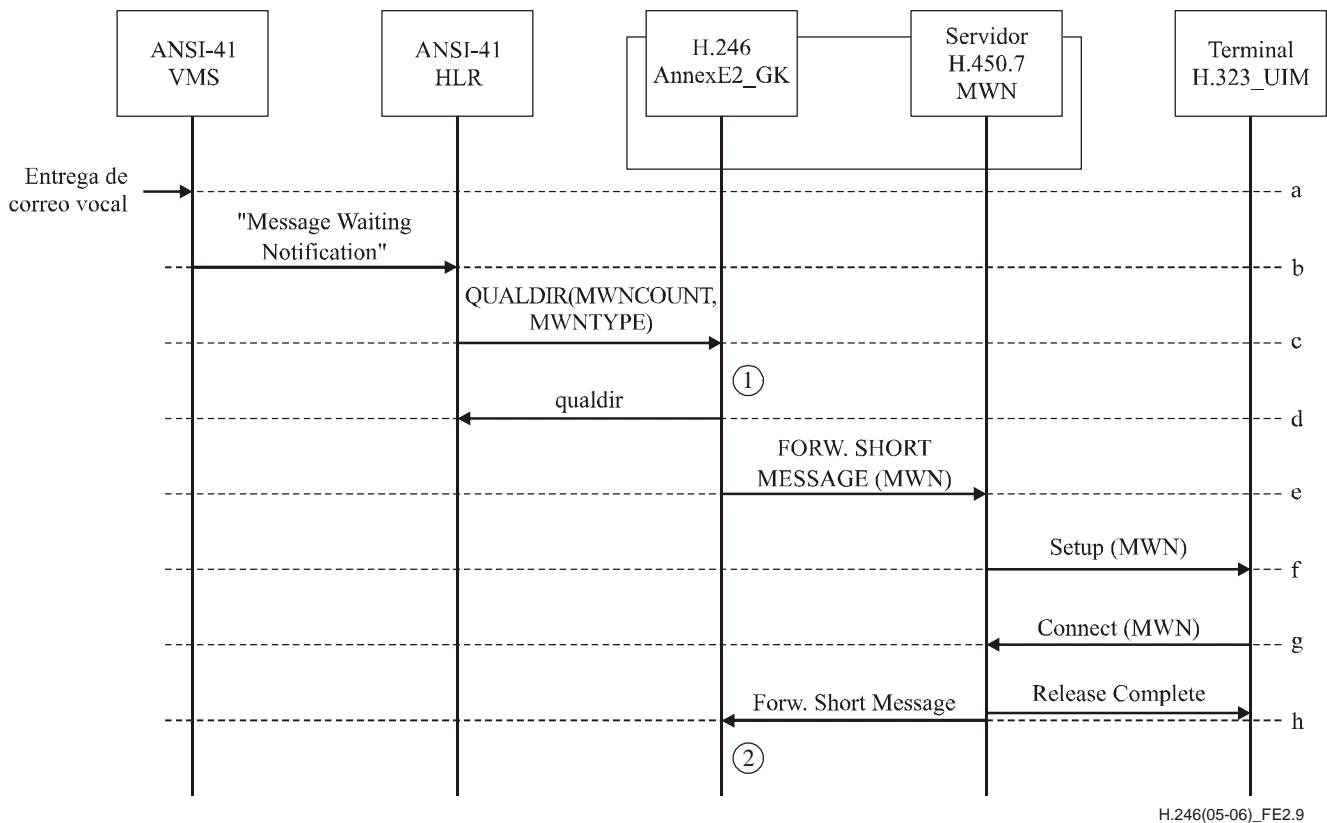 ANSI-41
VMS
ANSI-41
HLR
H.246
AnnexE2_GK
Servidor
H.450.7
MWN
Terminal
H.323_UIM
Entrega de
correo vocal
a
"Message Waiting
Notification"
b
QUALDIR(MWNCOUNT,
MWNTYPE)
c
1
qualdir
d
FORW. SHORT
MESSAGE (MWN)
e
Setup (MWN)
f
Connect (MWN)
g
Forw. Short Message
Release Complete
h
2
H.246(05-06)_FE2.9